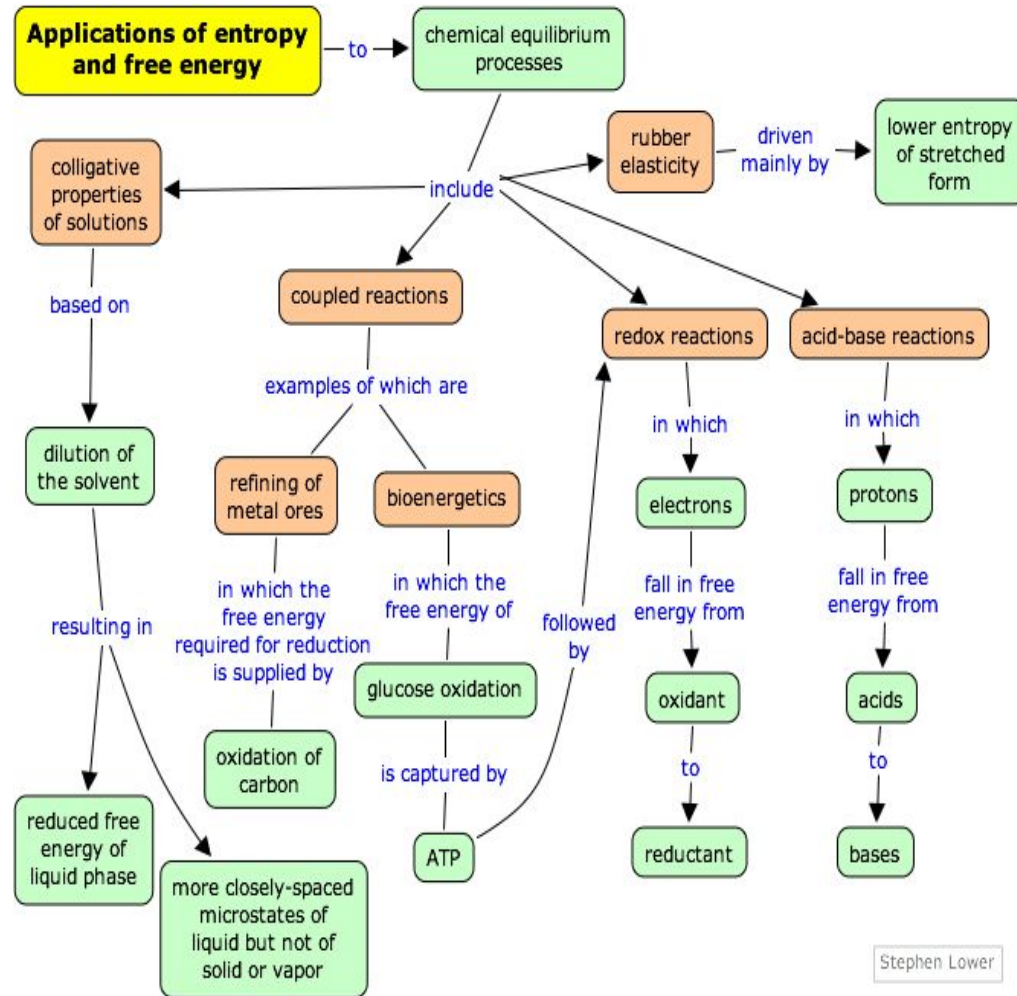 Applications of entropy
and free energy
to
chemical equilibrium
processes
include
rubber
elasticity
driven
mainly by
lower entropy
of stretched
form
colligative
properties
of solutions
based on
dilution of
the solvent
resulting in
reduced free
energy of
liquid phase
more closely-spaced
microstates of
liquid but not of
solid or vapor
coupled reactions
examples of which are
refining of
metal ores
in which the
free energy
required for reduction
is supplied by
oxidation of
carbon
bioenergetics
in which the
free energy of
glucose oxidation
is captured by
ATP
followed
by
redox reactions
in which
electrons
fall in free
energy from
oxidant
to
reductant
acid-base reactions
in which
protons
fall in free
energy from
acids
to
bases
Stephen Lower